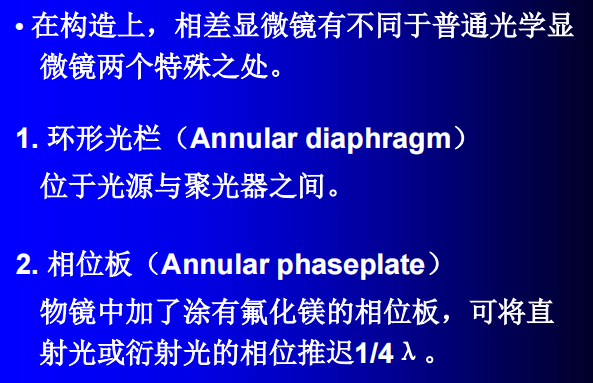 • 在构造上，相差显微镜有不同于普通光学显
微镜两个特殊之处。
1. 环形光栏（Annular diaphragm）
位于光源与聚光器之间。
2. 相位板（Annular phaseplate）
物镜中加了涂有氟化镁的相位板，可将直
射光或衍射光的相位推迟1/4 λ 。